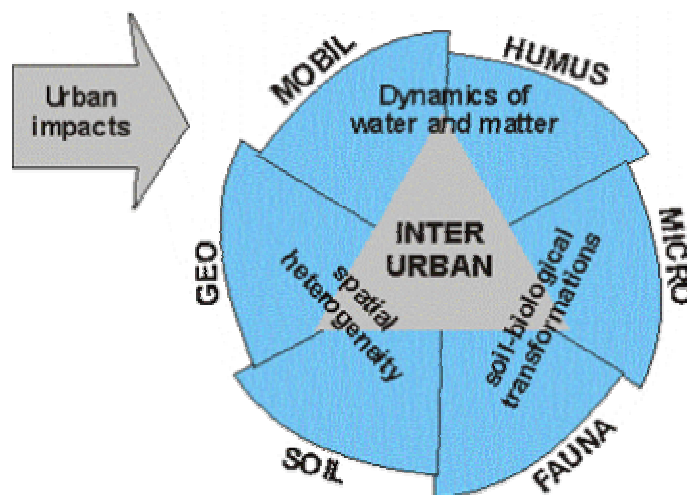 Urban
impacts
MOBIL
HUMUS
Dynamics of
water and matter
GEO
MICRO
INTER
URBAN
spatial
heterogeneity
soil-biological
transformations
SOIL
FAUNA